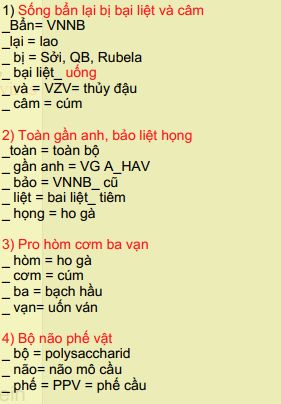 1) Sống bẩn lại bị bại liệt và câm
_Bẩn= VNNB
_lại = lao
_ bị = Sởi, QB, Rubela
_ bại liệt_ uống
_ và = VZV= thủy đậu
_ câm = cúm
2) Toàn gần anh, bảo liệt họng
_toàn = toàn bộ
_ gần anh = VG A_HAV
_ bảo = VNNB_ cũ
_ liệt = bai liệt_ tiêm
_ họng = ho gà
3) Pro hòm cơm ba vạn
_ hòm = ho gà
_ cơm = cúm
_ ba = bạch hầu
_ vạn= uốn ván
4) Bộ não phế vật
_ bộ = polysaccharid
_ não= não mô cầu
_ phế = PPV = phế cầu